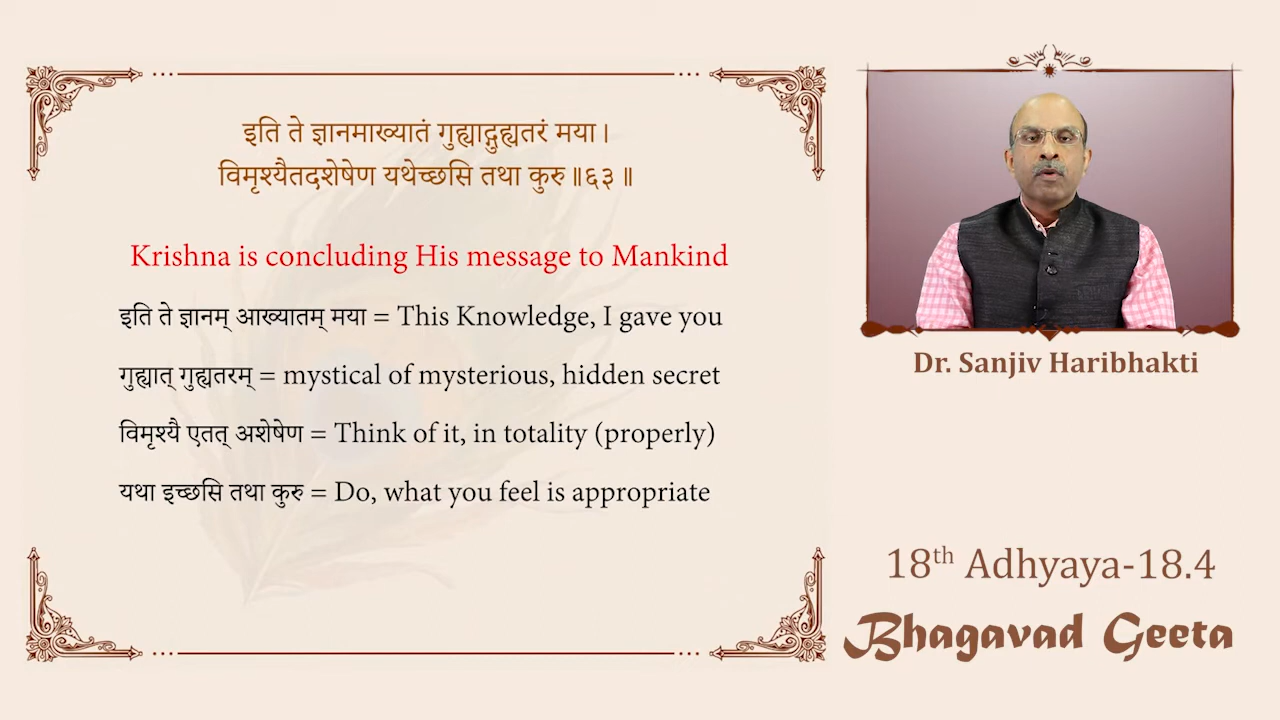 इति ते ज्ञानमाख्यातं गुह्याद्गुह्यतरं मया ।
विमृश्यैतदशेषेण यथेच्छसि तथा कुरु ॥६३॥
Krishna is concluding His message to Mankind
इति ते ज्ञानम् आख्यातम् मया = This Knowledge, I gave you
गुह्यात् गुह्यतरम् = mystical of mysterious, hidden secret
विमृश्यै एतत् अशेषेण = Think of it, in totality (properly)
यथा इच्छसि तथा कुरु = Do, what you feel is appropriate
Dr. Sanjiv Haribhakti
18th Adhyaya-18.4
Bhagavad Geeta